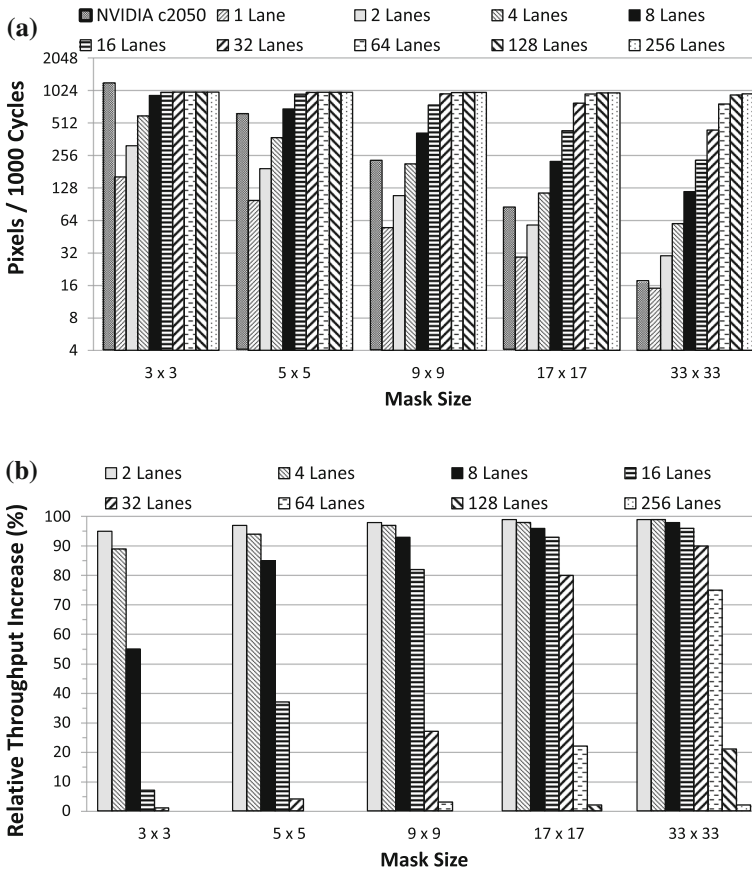 (a)
NVIDIA c2050 1 Lane 2 Lanes 4 Lanes 8 Lanes
16 Lanes 32 Lanes 64 Lanes 128 Lanes 256 Lanes
Pixels / 1000 Cycles
2048
1024
512
256
128
64
32
16
8
4
3 x 3 5 x 5 9 x 9 17 x 17 33 x 33
Mask Size
(b)
2 Lanes 4 Lanes 8 Lanes 16 Lanes
32 Lanes 64 Lanes 128 Lanes 256 Lanes
Relative Throughput Increase (%)
100
90
80
70
60
50
40
30
20
10
0
3 x 3 5 x 5 9 x 9 17 x 17 33 x 33
Mask Size